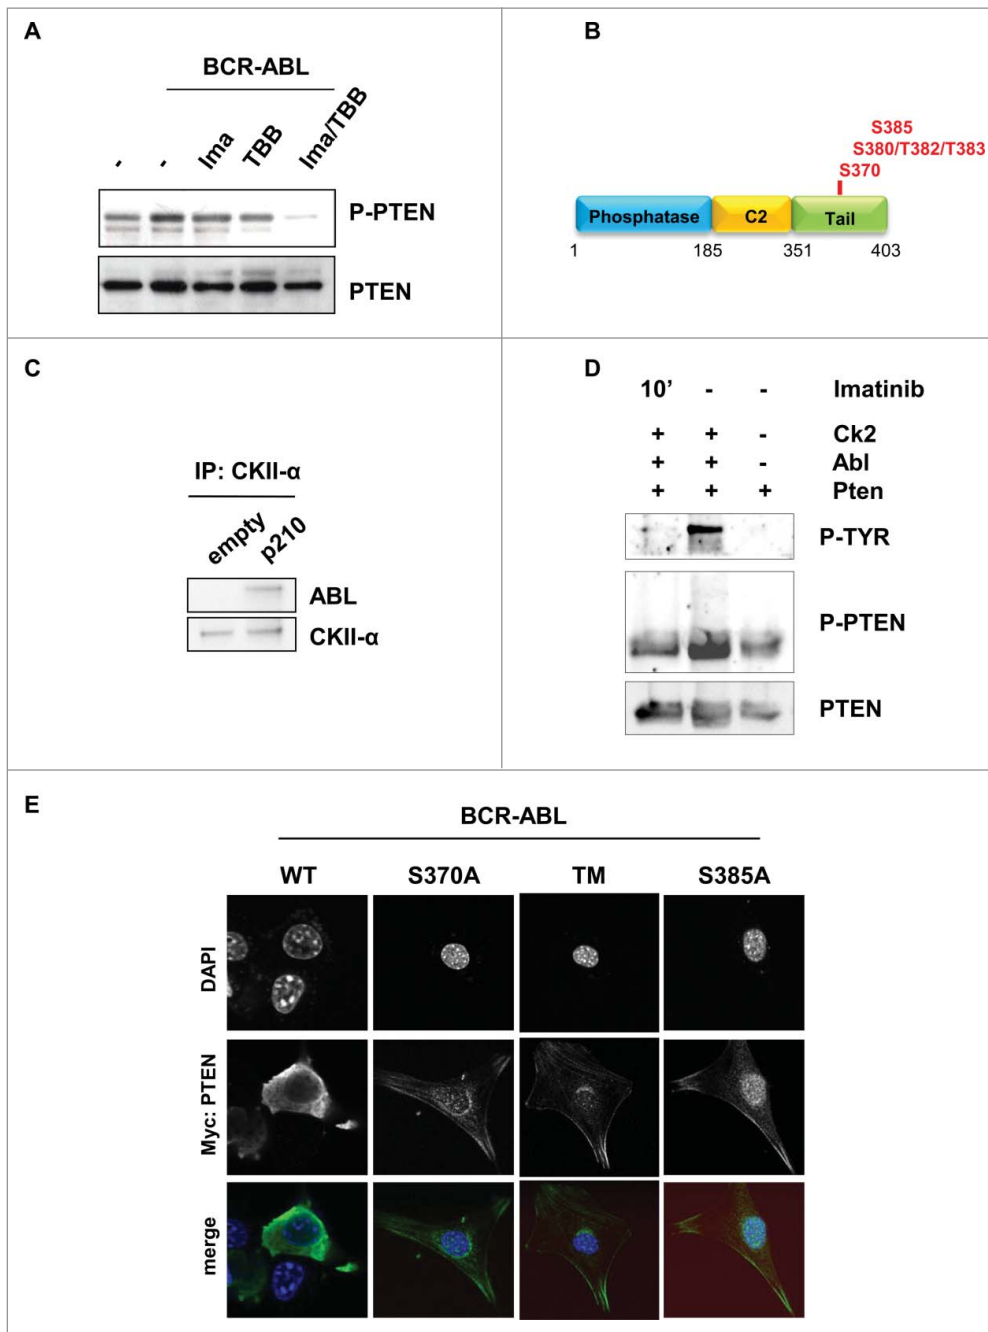 A
BCR-ABL
- - Ima TBB Ima/TBB
P-PTEN
PTEN
B
S385
S380/T382/T383
S370
Phosphatase C2 Tail
1 185 351 403
C
IP: CKII-α
empty p210
ABL
CKII-α
D
10' - - Imatinib
+ + - Ck2
+ + - Abl
+ + + Pten
P-TYR
P-PTEN
PTEN
E
BCR-ABL
WT S370A TM S385A
DAPI
Myc: PTEN
merge